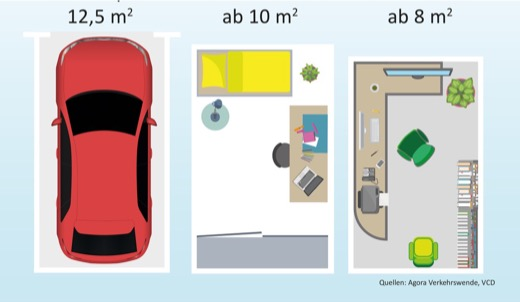 12,5 m²
ab 10 m²
ab 8 m²
Quellen: Agora Verkehrswende, VCD